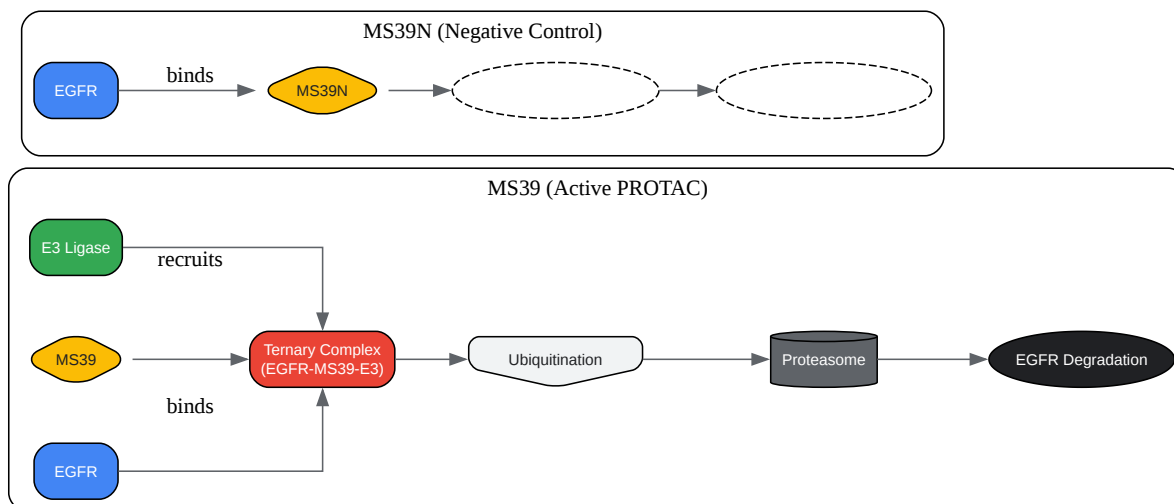 MS39N (Negative Control)
EGFR
binds
MS39N
MS39 (Active PROTAC)
E3 Ligase
recruits
MS39
Ternary Complex
(EGFR-MS39-E3)
Ubiquitination
Proteasome
EGFR Degradation
binds
EGFR